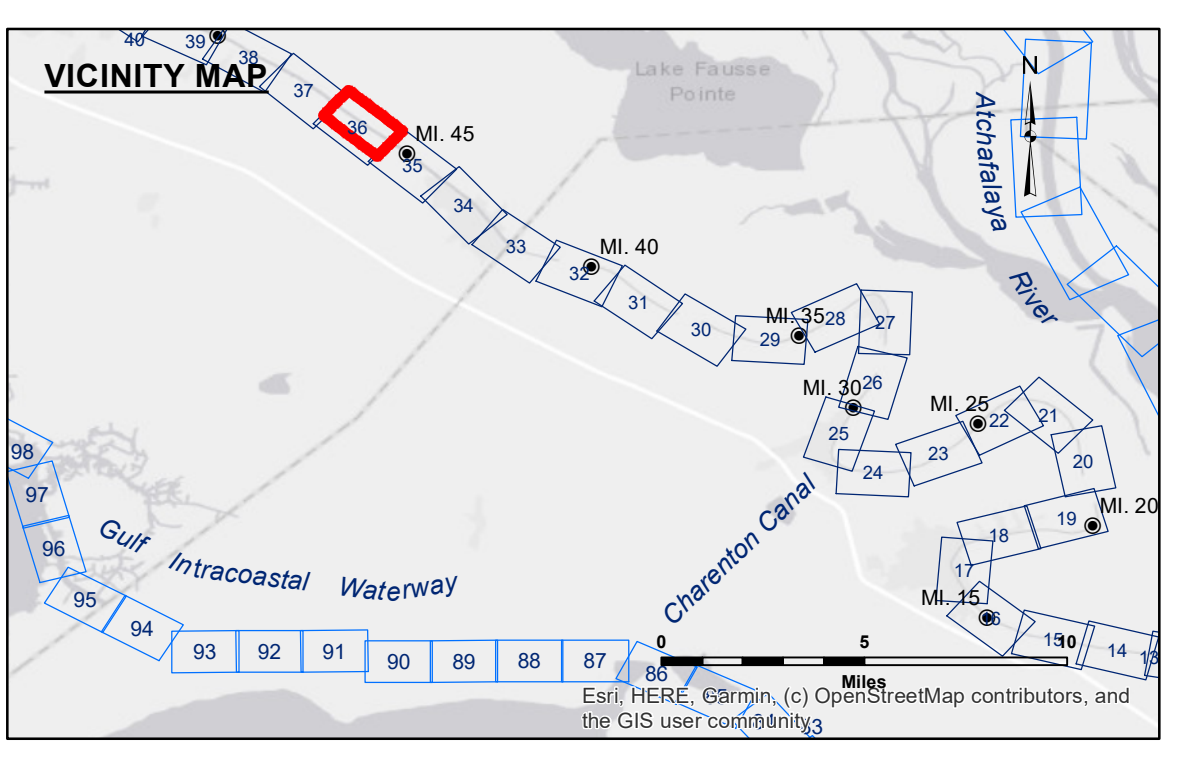 VICINITY MAP
40
39
38
37
36
MI. 45
35
34
33
MI. 40
32
31
30
MI. 35
29
28
27
26
MI. 30
25
24
23
MI. 25
22
21
20
MI. 20
19
18
17
MI. 15
15
14
13
Lake Fausse
Pointe
N
Atchafalaya
River
Charenton Canal
Gulf Intracoastal Waterway
98
97
96
95
94
93
92
91
90
89
88
87
86
0 5 10
Miles
Esri, HERE, Garmin, (c) OpenStreetMap contributors, and
the GIS user community